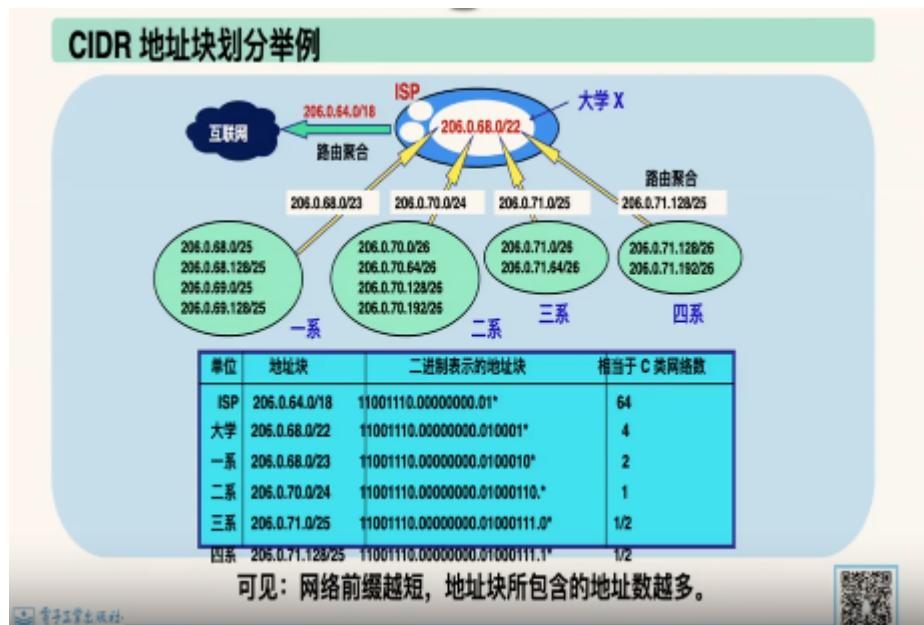 CIDR 地址块划分举例
ISP
大学 X
206.0.64.0/18
206.0.68.0/22
互联网
路由聚合
路由聚合
206.0.68.0/23
206.0.70.0/24
206.0.71.0/25
206.0.71.128/25
206.0.68.0/25
206.0.68.128/25
206.0.69.0/25
206.0.69.128/25
一系
206.0.70.0/26
206.0.70.64/26
206.0.70.128/26
206.0.70.192/26
二系
206.0.71.0/26
206.0.71.64/26
三系
206.0.71.128/26
206.0.71.192/26
四系
单位 地址块 二进制表示的地址块 相当于 C 类网络数
ISP 206.0.64.0/18 11001110.00000000.01* 64
大学 206.0.68.0/22 11001110.00000000.010001* 4
一系 206.0.68.0/23 11001110.00000000.0100010* 2
二系 206.0.70.0/24 11001110.00000000.01000110.* 1
三系 206.0.71.0/25 11001110.00000000.01000111.0* 1/2
四系 206.0.71.128/25 11001110.00000000.01000111.1* 1/2
可见：网络前缀越短，地址块所包含的地址数越多。
电子工业出版社